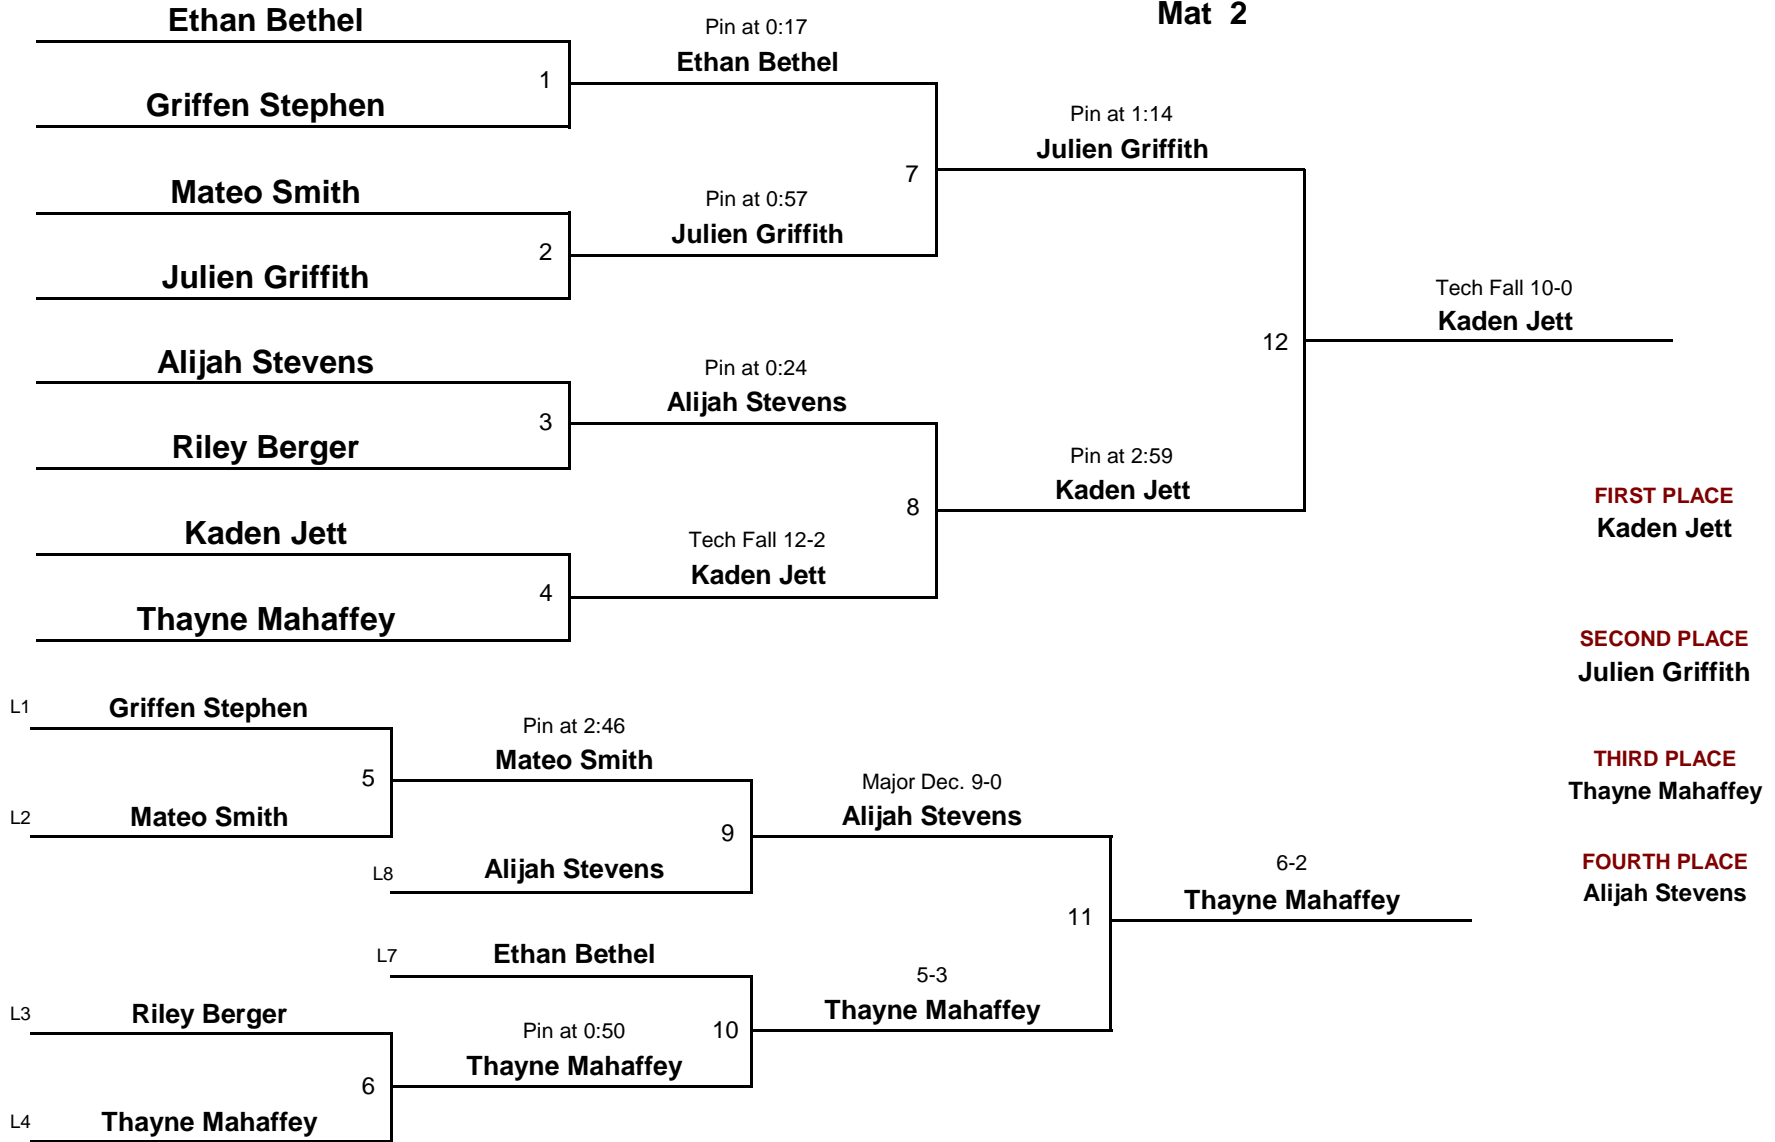 Mat 2
Ethan Bethel
Griffen Stephen
1
Pin at 0:17
Ethan Bethel
Mateo Smith
Julien Griffith
2
Pin at 0:57
Julien Griffith
7
Pin at 1:14
Julien Griffith
Alijah Stevens
Riley Berger
3
Pin at 0:24
Alijah Stevens
Kaden Jett
Thayne Mahaffey
4
Tech Fall 12-2
Kaden Jett
8
Pin at 2:59
Kaden Jett
12
Tech Fall 10-0
Kaden Jett
FIRST PLACE
Kaden Jett
SECOND PLACE
Julien Griffith
THIRD PLACE
Thayne Mahaffey
FOURTH PLACE
Alijah Stevens
L1
Griffen Stephen
L2
Mateo Smith
5
Pin at 2:46
Mateo Smith
L8
Alijah Stevens
9
Major Dec. 9-0
Alijah Stevens
L7
Ethan Bethel
L3
Riley Berger
L4
Thayne Mahaffey
6
Pin at 0:50
Thayne Mahaffey
10
5-3
Thayne Mahaffey
11
6-2
Thayne Mahaffey